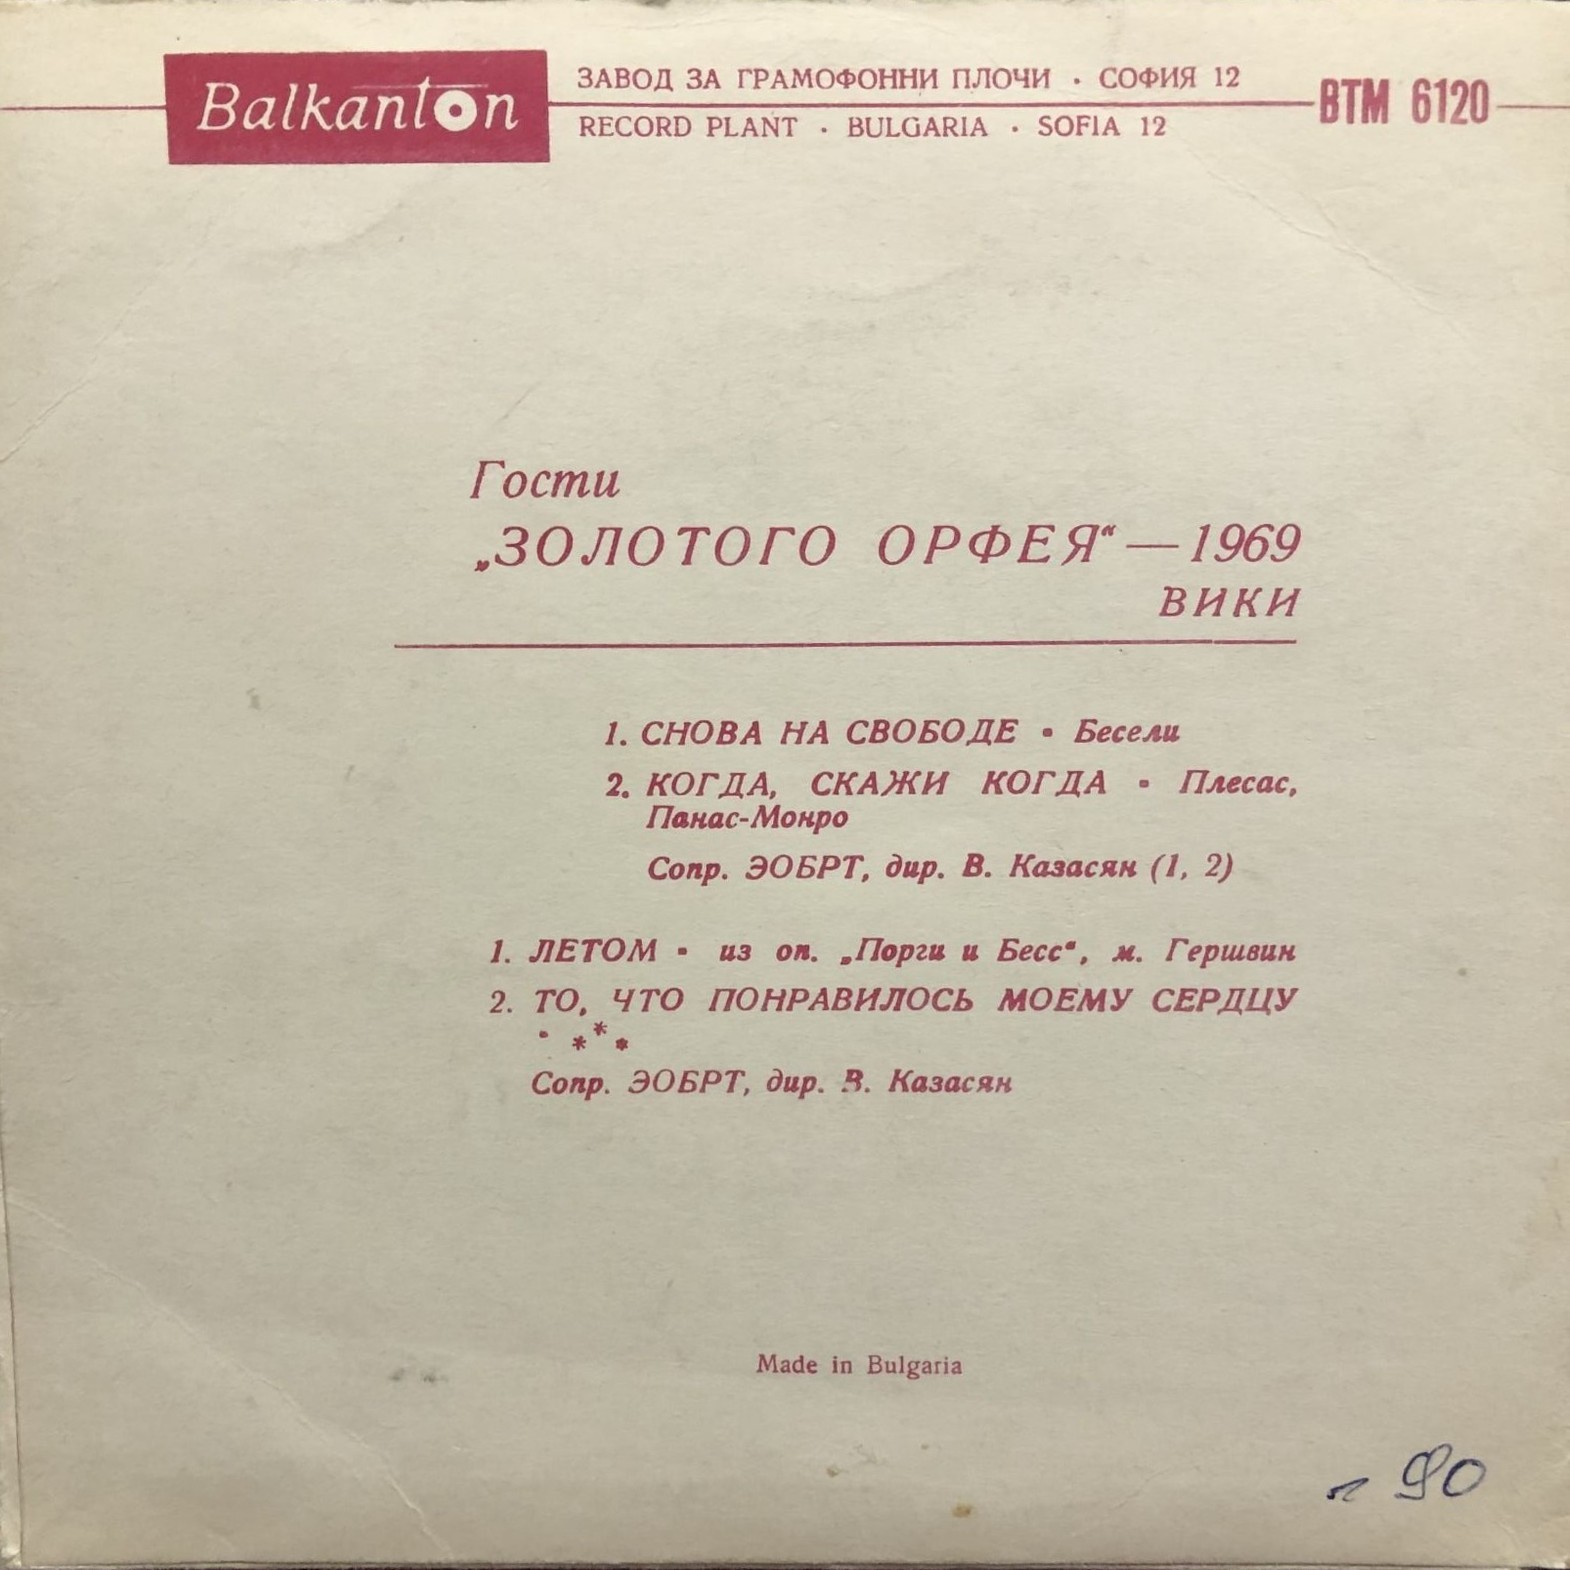 Balkanton
ЗАВОД ЗА ГРАМОФОННИ ПЛОЧИ · СОФИЯ 12
RECORD PLANT · BULGARIA · SOFIA 12
ВТМ 6120
Гости
„ЗОЛОТОГО ОРФЕЯ“ — 1969
ВИКИ
1. СНОВА НА СВОБОДЕ • Бесели
2. КОГДА, СКАЖИ КОГДА • Плесас,
Панас-Монро
Сопр. ЭОБРТ, дир. В. Казасян (1, 2)
1. ЛЕТОМ • из оп. „Порги и Бесс“, м. Гершвин
2. ТО, ЧТО ПОНРАВИЛОСЬ МОЕМУ СЕРДЦУ
• ***
Сопр. ЭОБРТ, дир. В. Казасян
Made in Bulgaria
90